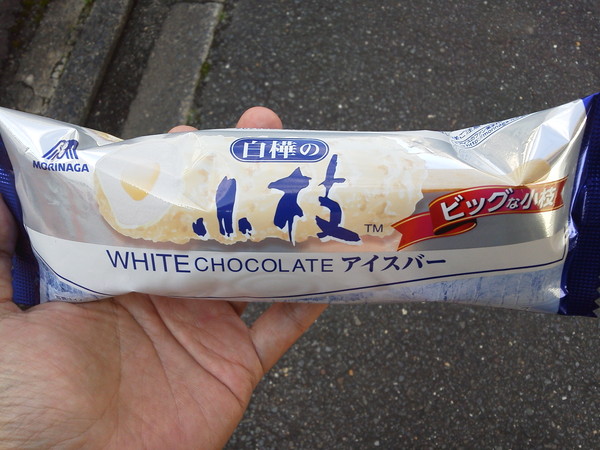 MORINAGA
白樺の
小枝
TM
ビッグな小枝
WHITE CHOCOLATE アイスバー